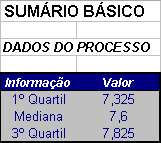 SUMÁRIO BÁSICO
DADOS DO PROCESSO
Informação Valor
1º Quartil 7,325
Mediana 7,6
3º Quartil 7,825